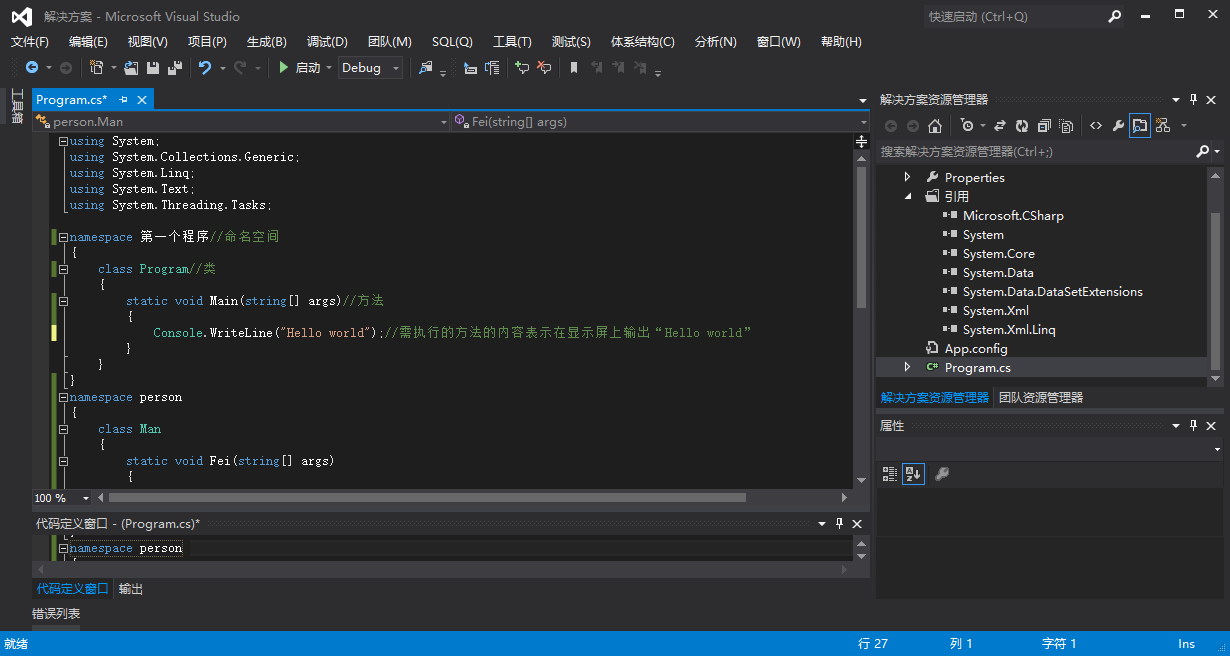 解决方案 - Microsoft Visual Studio
快速启动 (Ctrl+Q)
文件(F) 编辑(E) 视图(V) 项目(P) 生成(B) 调试(D) 团队(M) SQL(Q) 工具(T) 测试(S) 体系结构(C) 分析(N) 窗口(W) 帮助(H)
启动 Debug
工具箱
Program.cs*
person.Man Fei(string[] args)
using System;
using System.Collections.Generic;
using System.Linq;
using System.Text;
using System.Threading.Tasks;
namespace 第一个程序//命名空间
{
class Program//类
{
static void Main(string[] args)//方法
{
Console.WriteLine("Hello world");//需执行的方法的内容表示在显示屏上输出“Hello world”
}
}
}
namespace person
{
class Man
{
static void Fei(string[] args)
{
100 %
代码定义窗口 - (Program.cs)*
namespace person
代码定义窗口 输出
错误列表
解决方案资源管理器
搜索解决方案资源管理器(Ctrl+;)
Properties
引用
Microsoft.CSharp
System
System.Core
System.Data
System.Data.DataSetExtensions
System.Xml
System.Xml.Linq
App.config
C# Program.cs
解决方案资源管理器 团队资源管理器
属性
就绪 行 27 列 1 字符 1 Ins